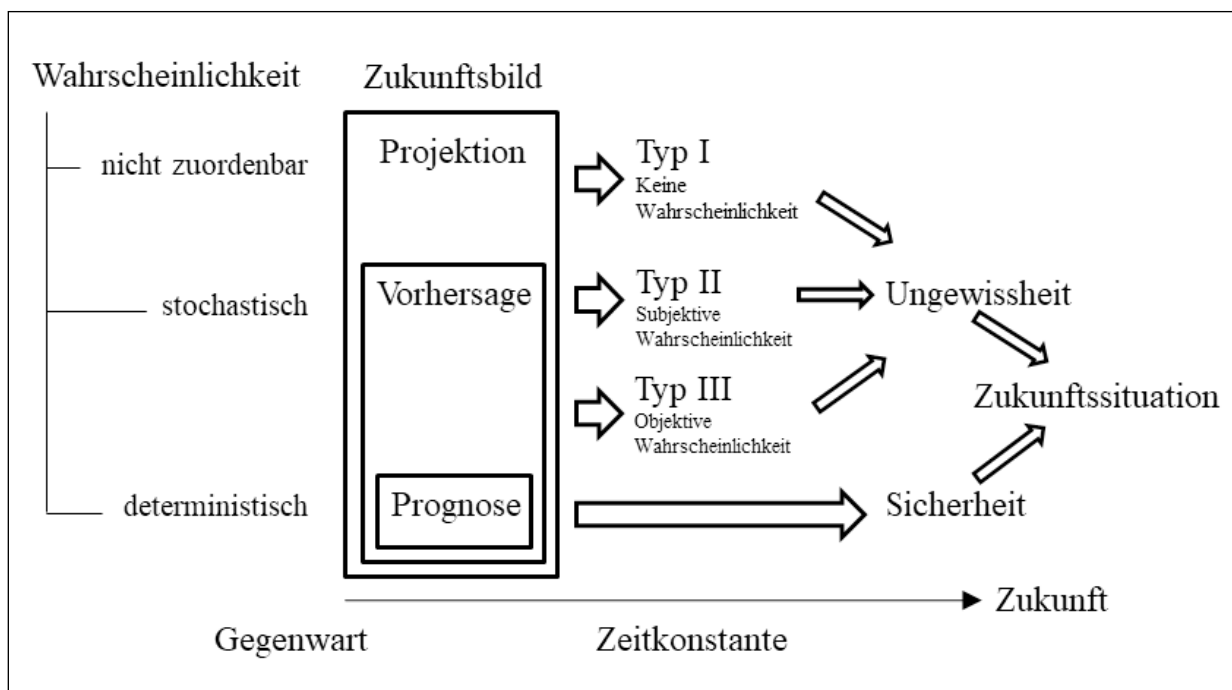 Wahrscheinlichkeit
Zukunftsbild
nicht zuordenbar
Projektion
Typ I
Keine
Wahrscheinlichkeit
stochastisch
Vorhersage
Typ II
Subjektive
Wahrscheinlichkeit
Ungewissheit
Typ III
Objektive
Wahrscheinlichkeit
Zukunftssituation
deterministisch
Prognose
Sicherheit
Zukunft
Gegenwart
Zeitkonstante